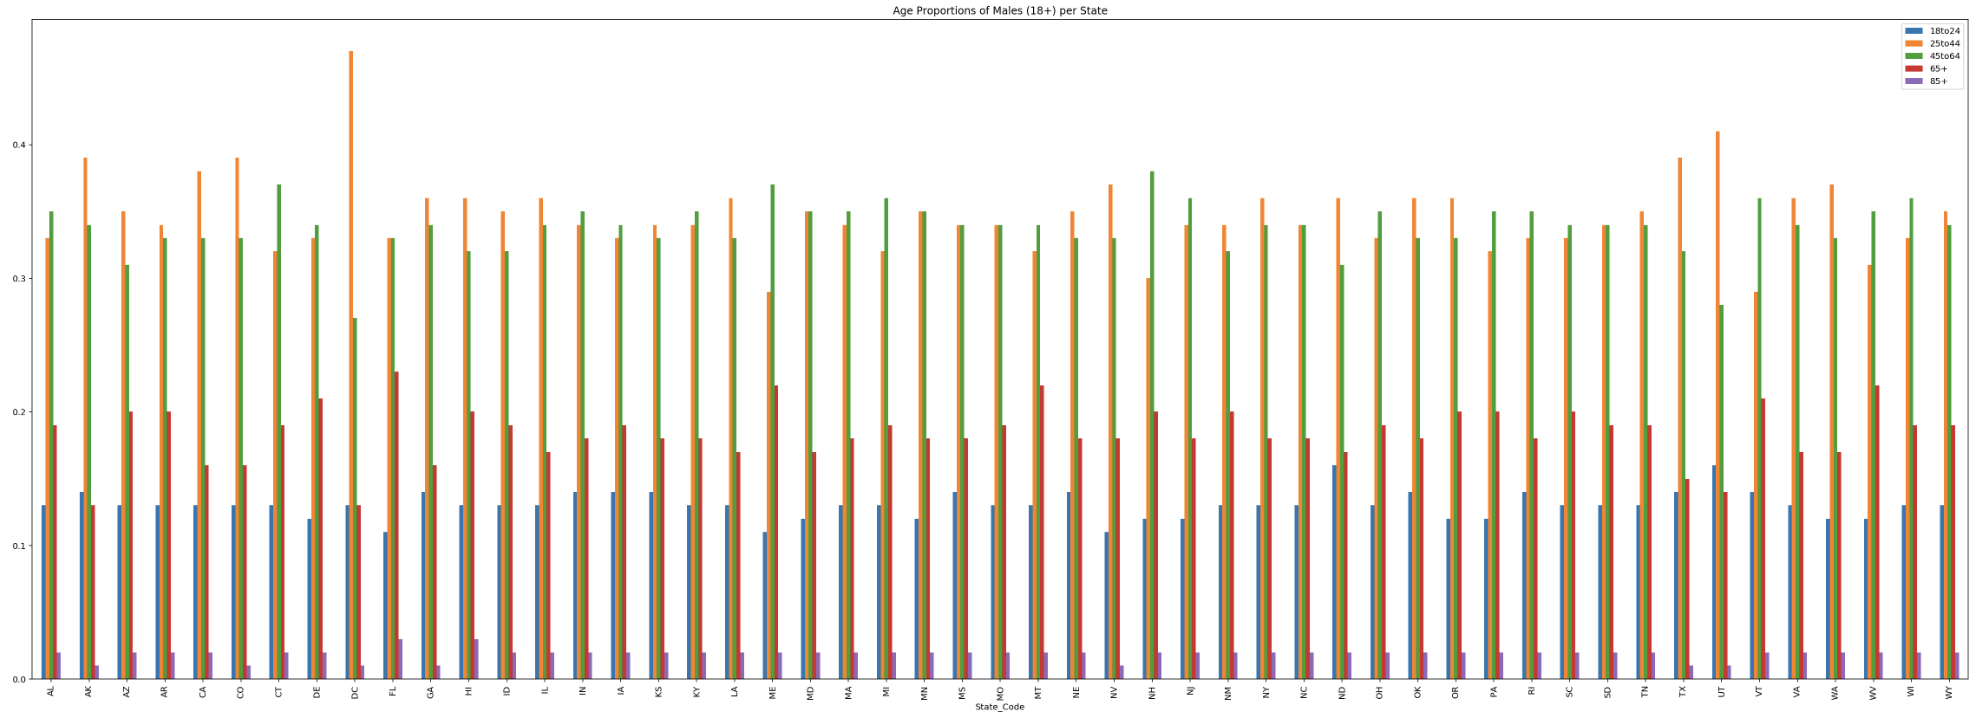 Age Proportions of Males (18+) per State
18to24
25to44
45to64
65+
85+
0.4
0.3
0.2
0.1
0.0
AL AK AZ AR CA CO CT DE DC FL GA HI ID IL IN IA KS KY LA ME MD MA MI MN MS MO MT NE NV NH NJ NM NY NC ND OH OK OR PA RI SC SD TN TX UT VT VA WA WV WI WY
State_Code